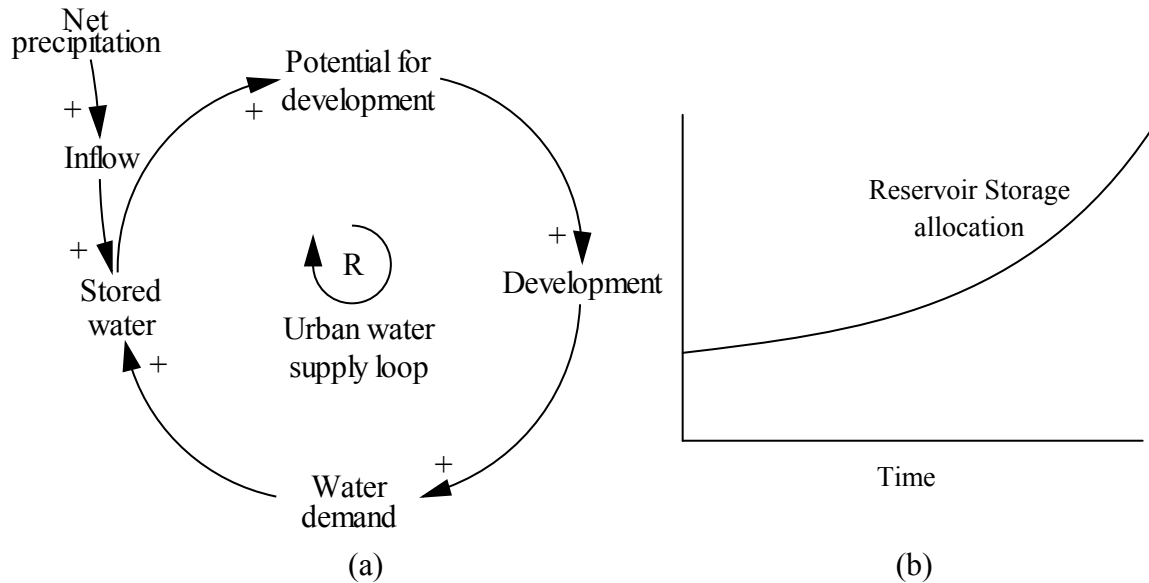 Net
precipitation
+
Inflow
+
Stored
water
+
Potential for
development
+
Development
+
Water
demand
+
R
Urban water
supply loop
(a)
Reservoir Storage
allocation
Time
(b)